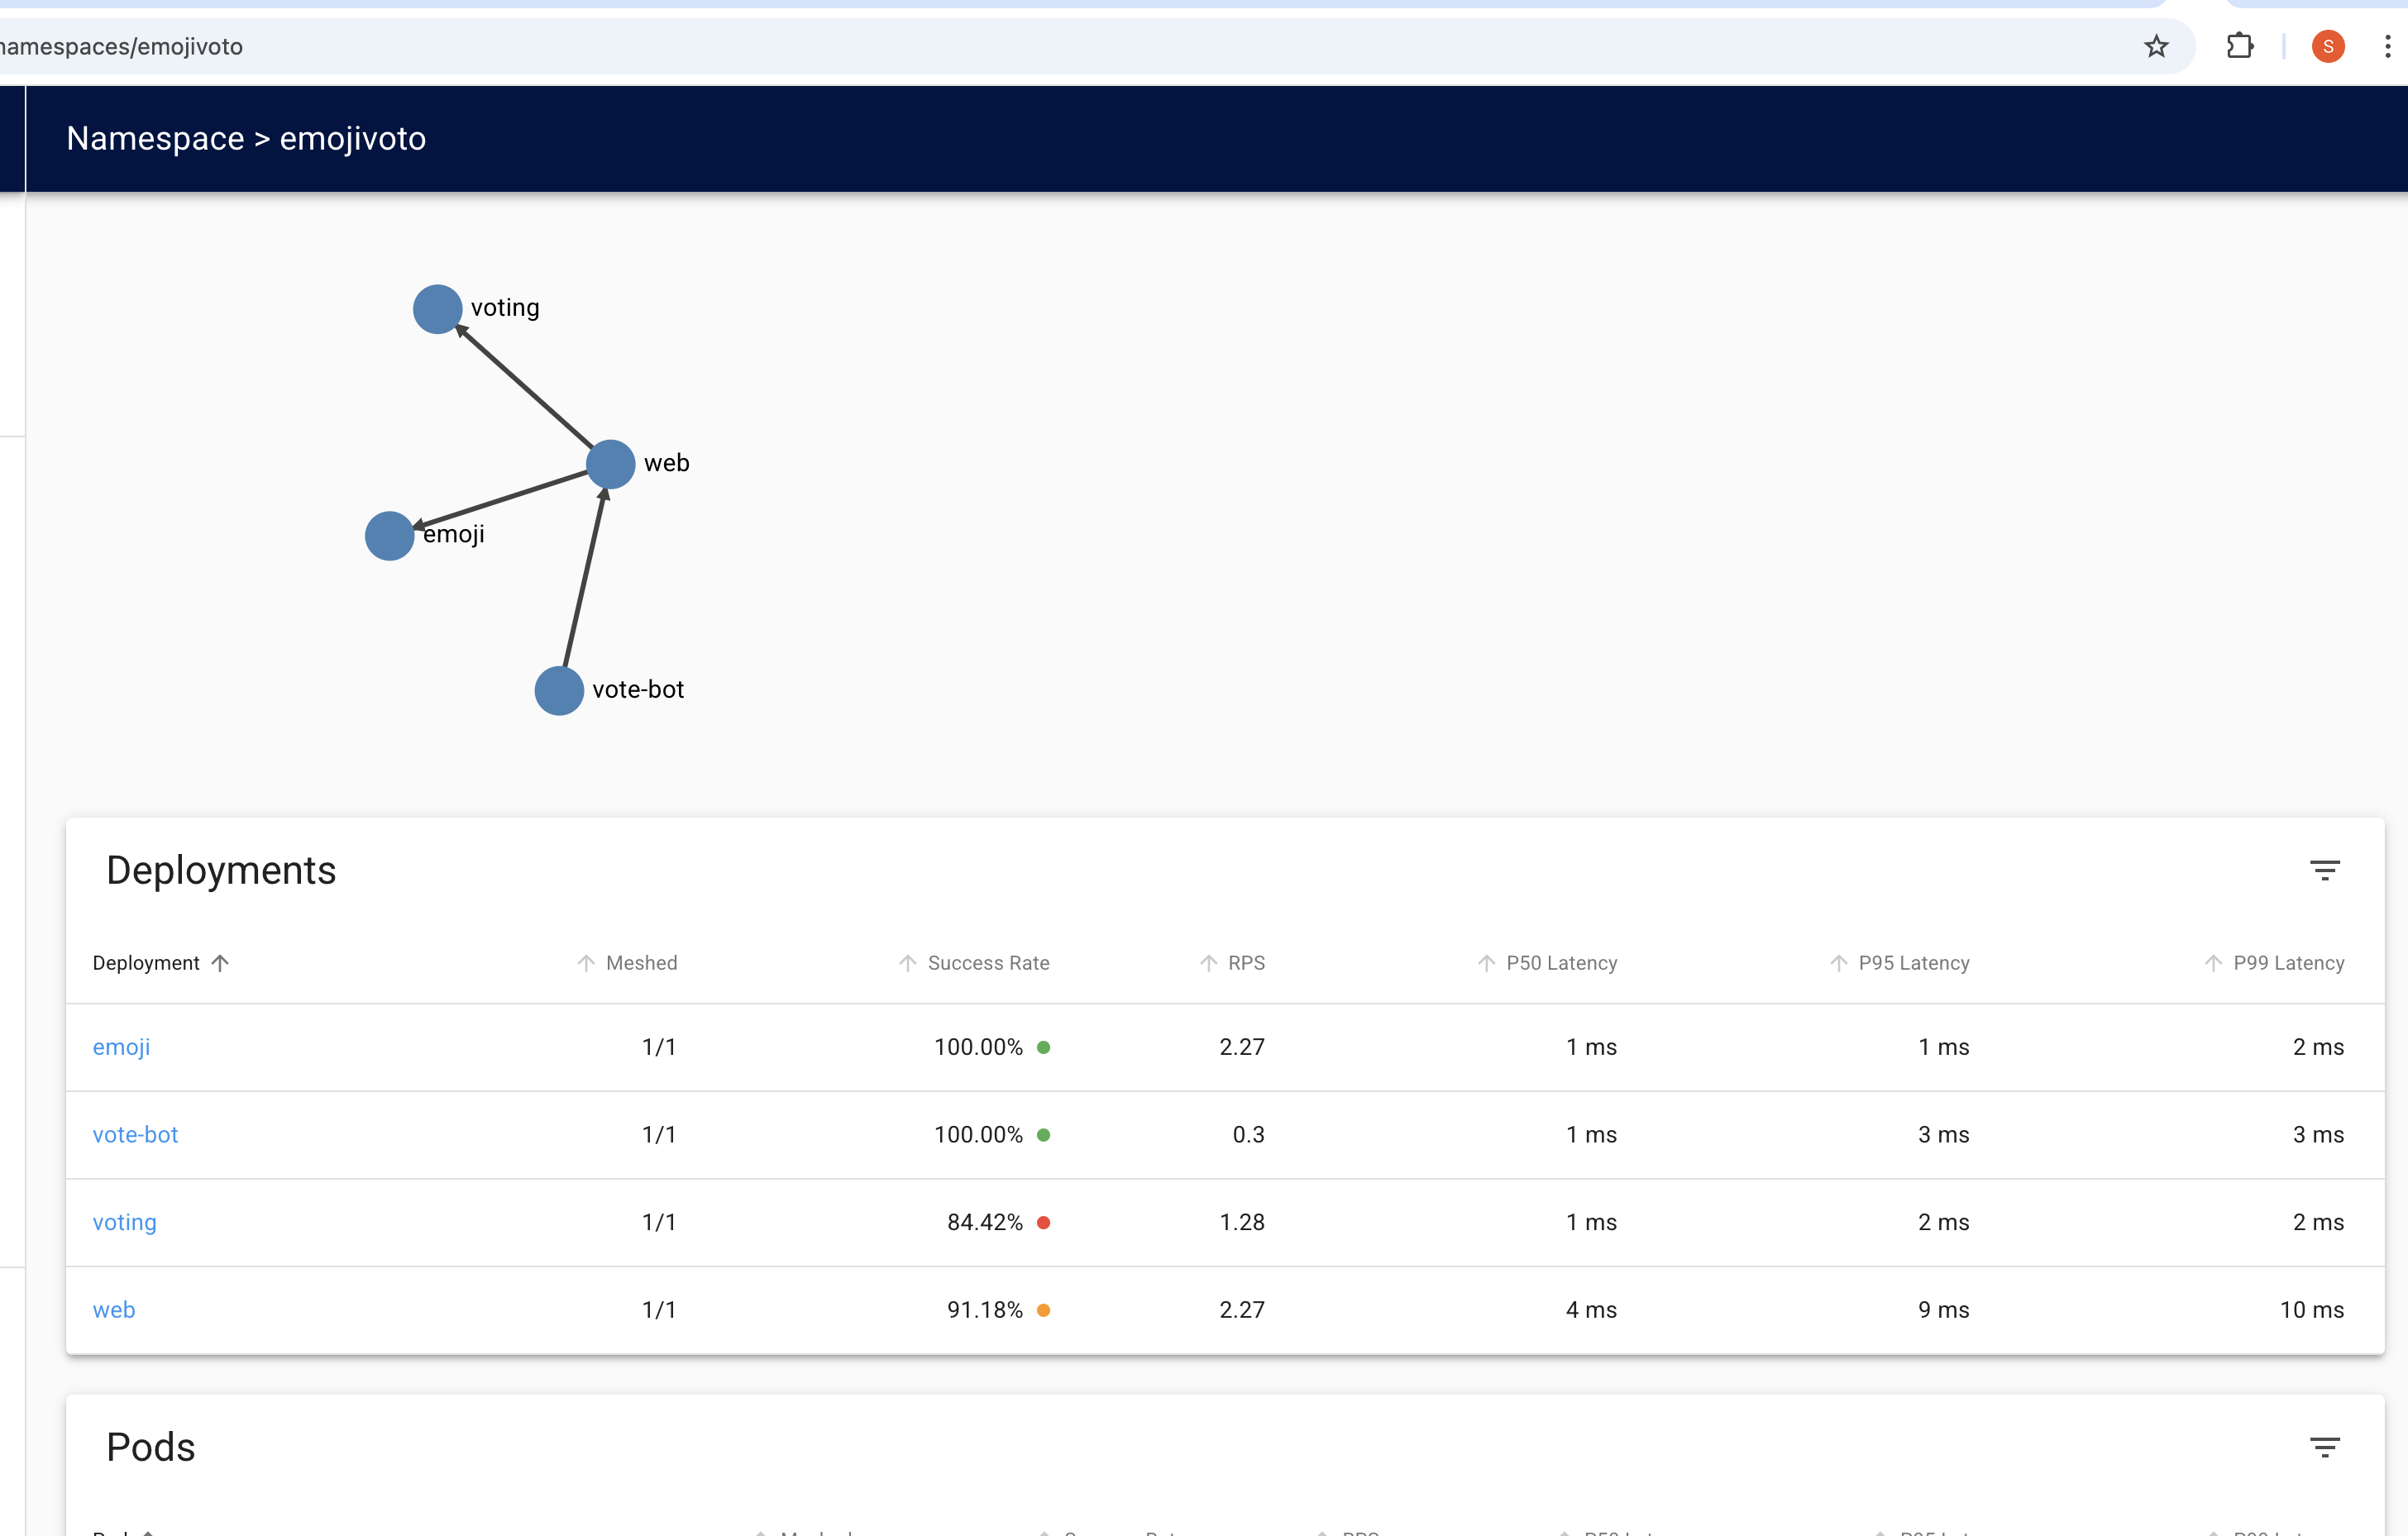 namespaces/emojivoto
S
Namespace > emojivoto
voting
web
emoji
vote-bot
Deployments
Deployment Meshed Success Rate RPS P50 Latency P95 Latency P99 Latency
emoji 1/1 100.00% 2.27 1 ms 1 ms 2 ms
vote-bot 1/1 100.00% 0.3 1 ms 3 ms 3 ms
voting 1/1 84.42% 1.28 1 ms 2 ms 2 ms
web 1/1 91.18% 2.27 4 ms 9 ms 10 ms
Pods